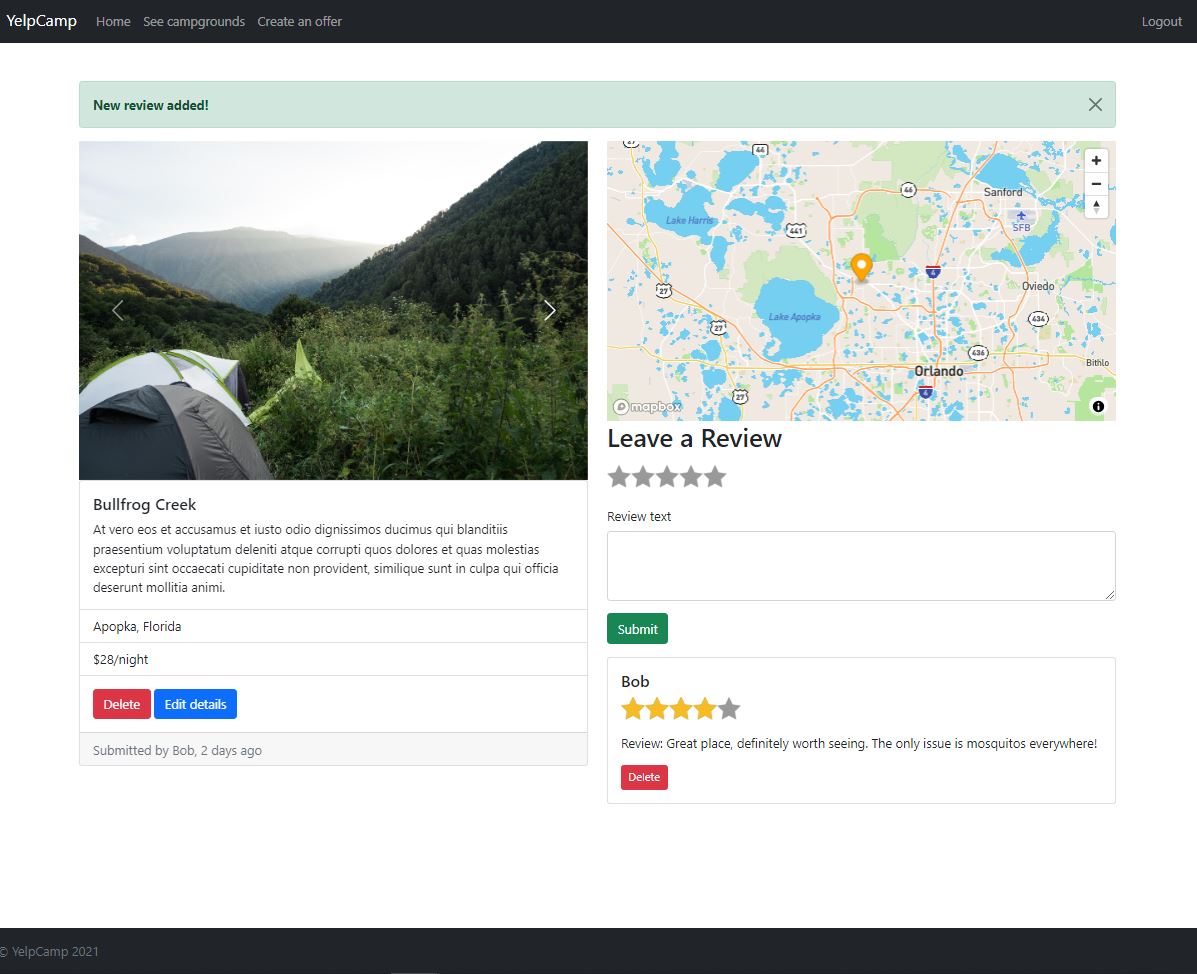 YelpCamp Home See campgrounds Create an offer Logout
New review added!
Bullfrog Creek
At vero eos et accusamus et iusto odio dignissimos ducimus qui blanditiis
praesentium voluptatum deleniti atque corrupti quos dolores et quas molestias
excepturi sint occaecati cupiditate non provident, similique sunt in culpa qui officia
deserunt mollitia animi.
Apopka, Florida
$28/night
Delete Edit details
Submitted by Bob, 2 days ago
27
44
46
Sanford
Lake Harris
SFB
441
4
27
Oviedo
Lake Apopka
434
27
436
Bithlo
Orlando
4
27
mapbox
Leave a Review
Review text
Submit
Bob
Review: Great place, definitely worth seeing. The only issue is mosquitos everywhere!
Delete
© YelpCamp 2021